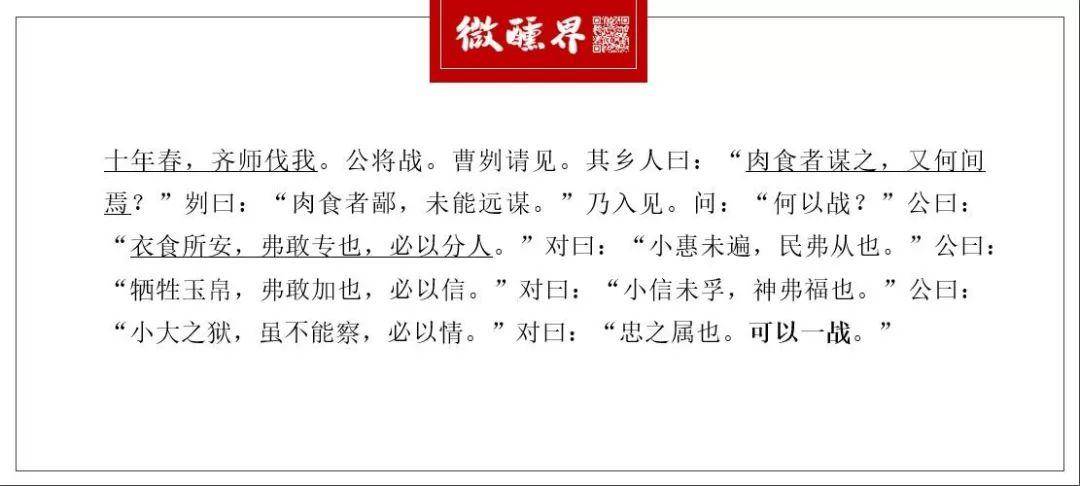 微醺界
十年春，齐师伐我。公将战。曹刿请见。其乡人曰：“肉食者谋之，又何间
焉？”刿曰：“肉食者鄙，未能远谋。”乃入见。问：“何以战？”公曰：
“衣食所安，弗敢专也，必以分人。”对曰：“小惠未遍，民弗从也。”公曰：
“牺牲玉帛，弗敢加也，必以信。”对曰：“小信未孚，神弗福也。”公曰：
“小大之狱，虽不能察，必以情。”对曰：“忠之属也。可以一战。”